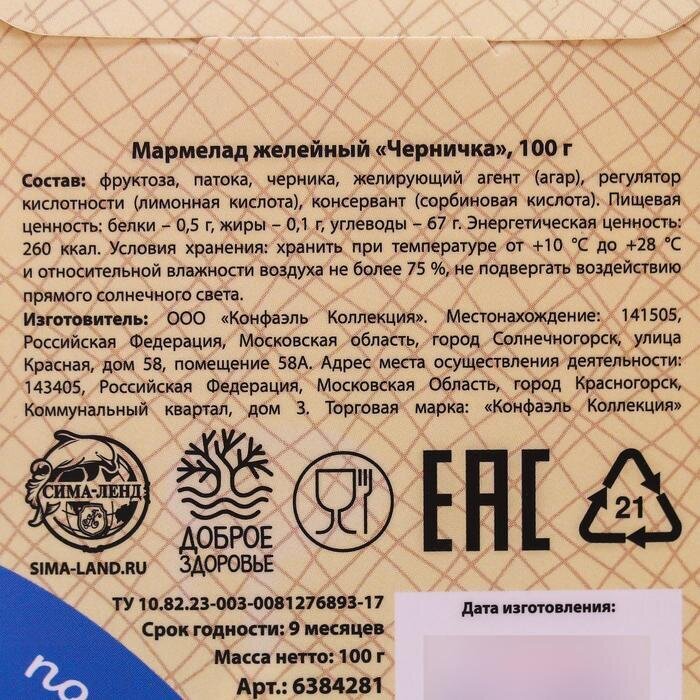 Мармелад желейный «Черничка», 100 г
Состав: фруктоза, патока, черника, желирующий агент (агар), регулятор
кислотности (лимонная кислота), консервант (сорбиновая кислота). Пищевая
ценность: белки – 0,5 г, жиры – 0,1 г, углеводы – 67 г. Энергетическая ценность:
260 ккал. Условия хранения: хранить при температуре от +10 °С до +28 °С
и относительной влажности воздуха не более 75 %, не подвергать воздействию
прямого солнечного света.
Изготовитель: ООО «Конфаэль Коллекция». Местонахождение: 141505,
Российская Федерация, Московская область, город Солнечногорск, улица
Красная, дом 58, помещение 58А. Адрес места осуществления деятельности:
143405, Российская Федерация, Московская Область, город Красногорск,
Коммунальный квартал, дом 3. Торговая марка: «Конфаэль Коллекция»
СИМА-ЛЕНД
SIMA-LAND.RU
ДОБРОЕ
ЗДОРОВЬЕ
ЕАС
21
ТУ 10.82.23-003-0081276893-17
Срок годности: 9 месяцев
Масса нетто: 100 г
Арт.: 6384281
Дата изготовления:
по